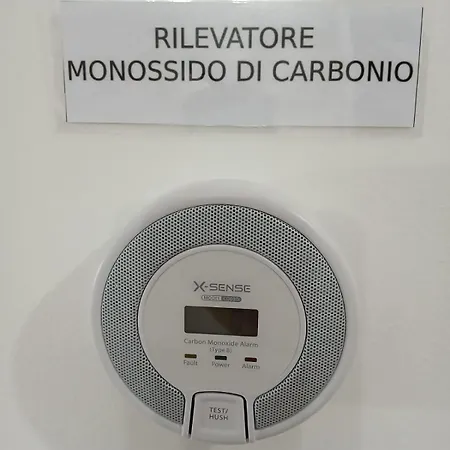 RILEVATORE
MONOSSIDO DI CARBONIO
X-SENSE
Carbon Monoxide Alarm
(Type B)
Fault Power Alarm
TEST/
HUSH